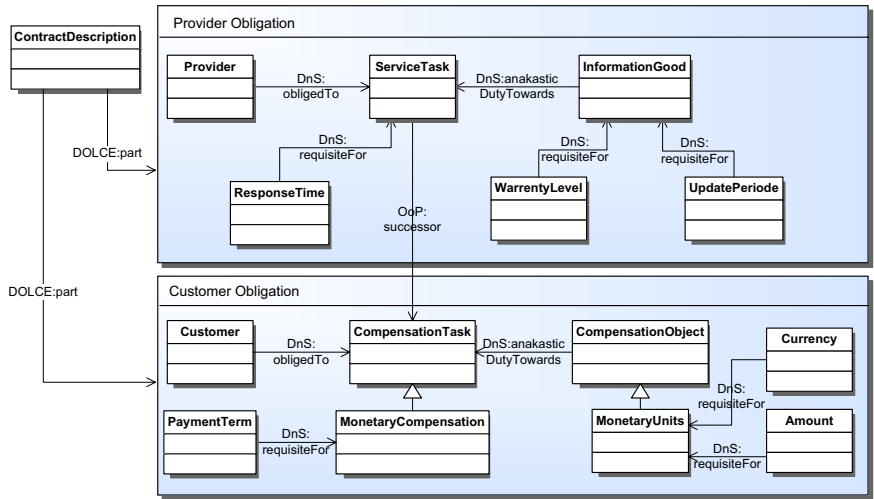 Provider Obligation
ContractDescription
Provider
DnS:
obligedTo
ServiceTask
DnS:anakastic
DutyTowards
InformationGood
DnS:
requisiteFor
DnS:
requisiteFor
DnS:
requisiteFor
DOLCE:part
ResponseTime
WarrentyLevel
UpdatePeriode
OoP:
successor
DOLCE:part
Customer Obligation
Customer
DnS:
obligedTo
CompensationTask
DnS:anakastic
DutyTowards
CompensationObject
Currency
DnS:
requisiteFor
PaymentTerm
DnS:
requisiteFor
MonetaryCompensation
MonetaryUnits
DnS:
requisiteFor
Amount